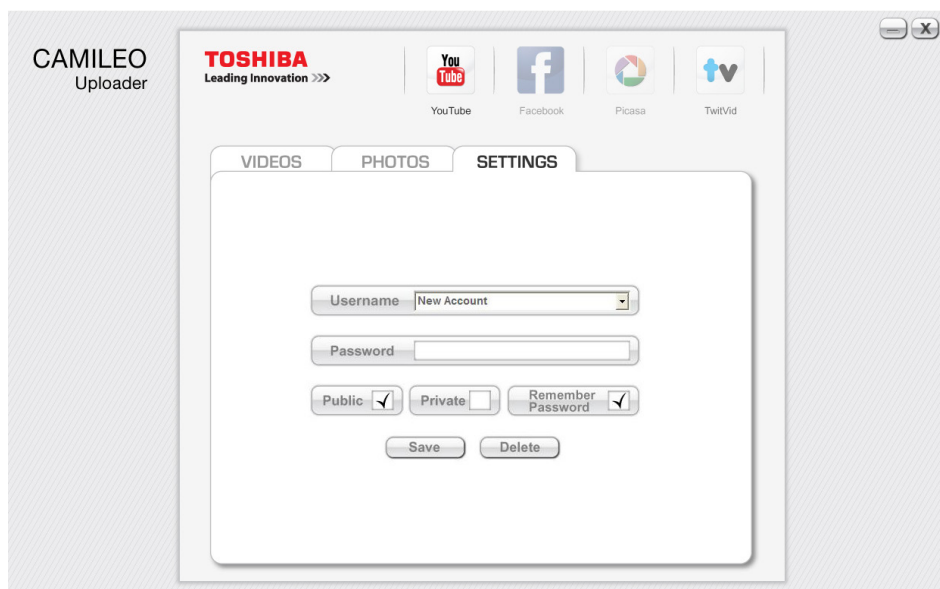 CAMILEO
Uploader
TOSHIBA
Leading Innovation >>>
You
Tube
YouTube
f
Facebook
Picasa
tv
TwitVid
X
VIDEOS
PHOTOS
SETTINGS
Username
New Account
Password
Public
Private
Remember
Password
Save
Delete